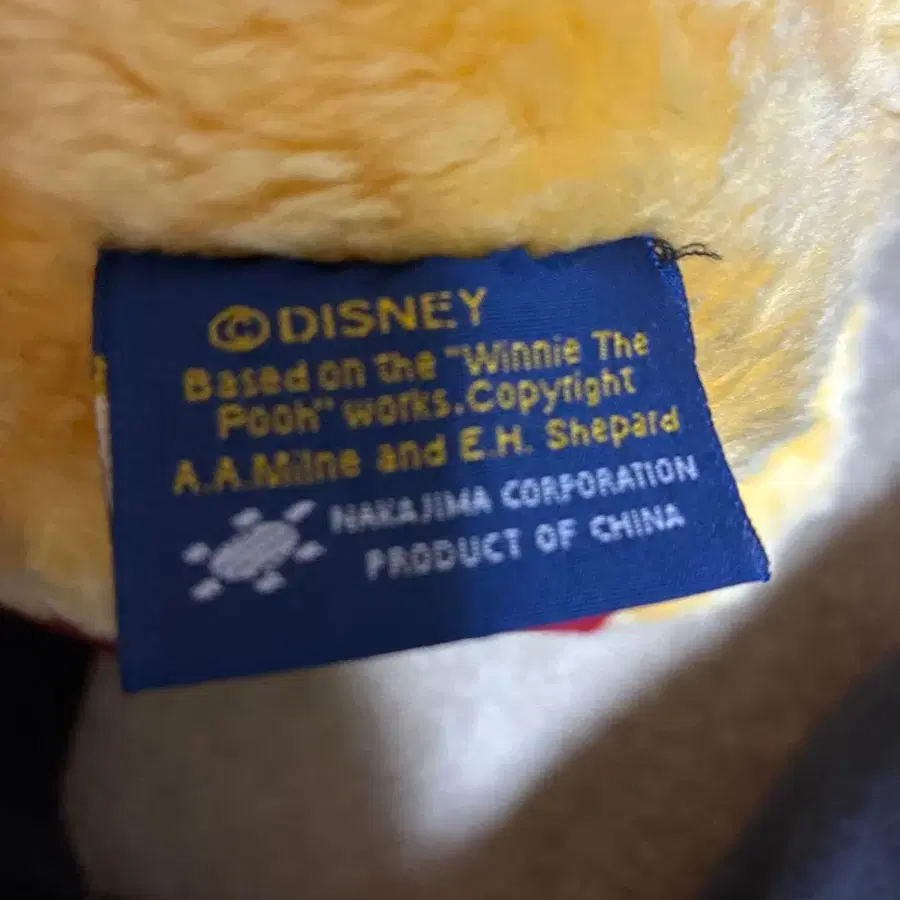 ©DISNEY
Based on the "Winnie The
Pooh" works.Copyright
A.A.Milne and E.H. Shepard
NAKAJIMA CORPORATION
PRODUCT OF CHINA